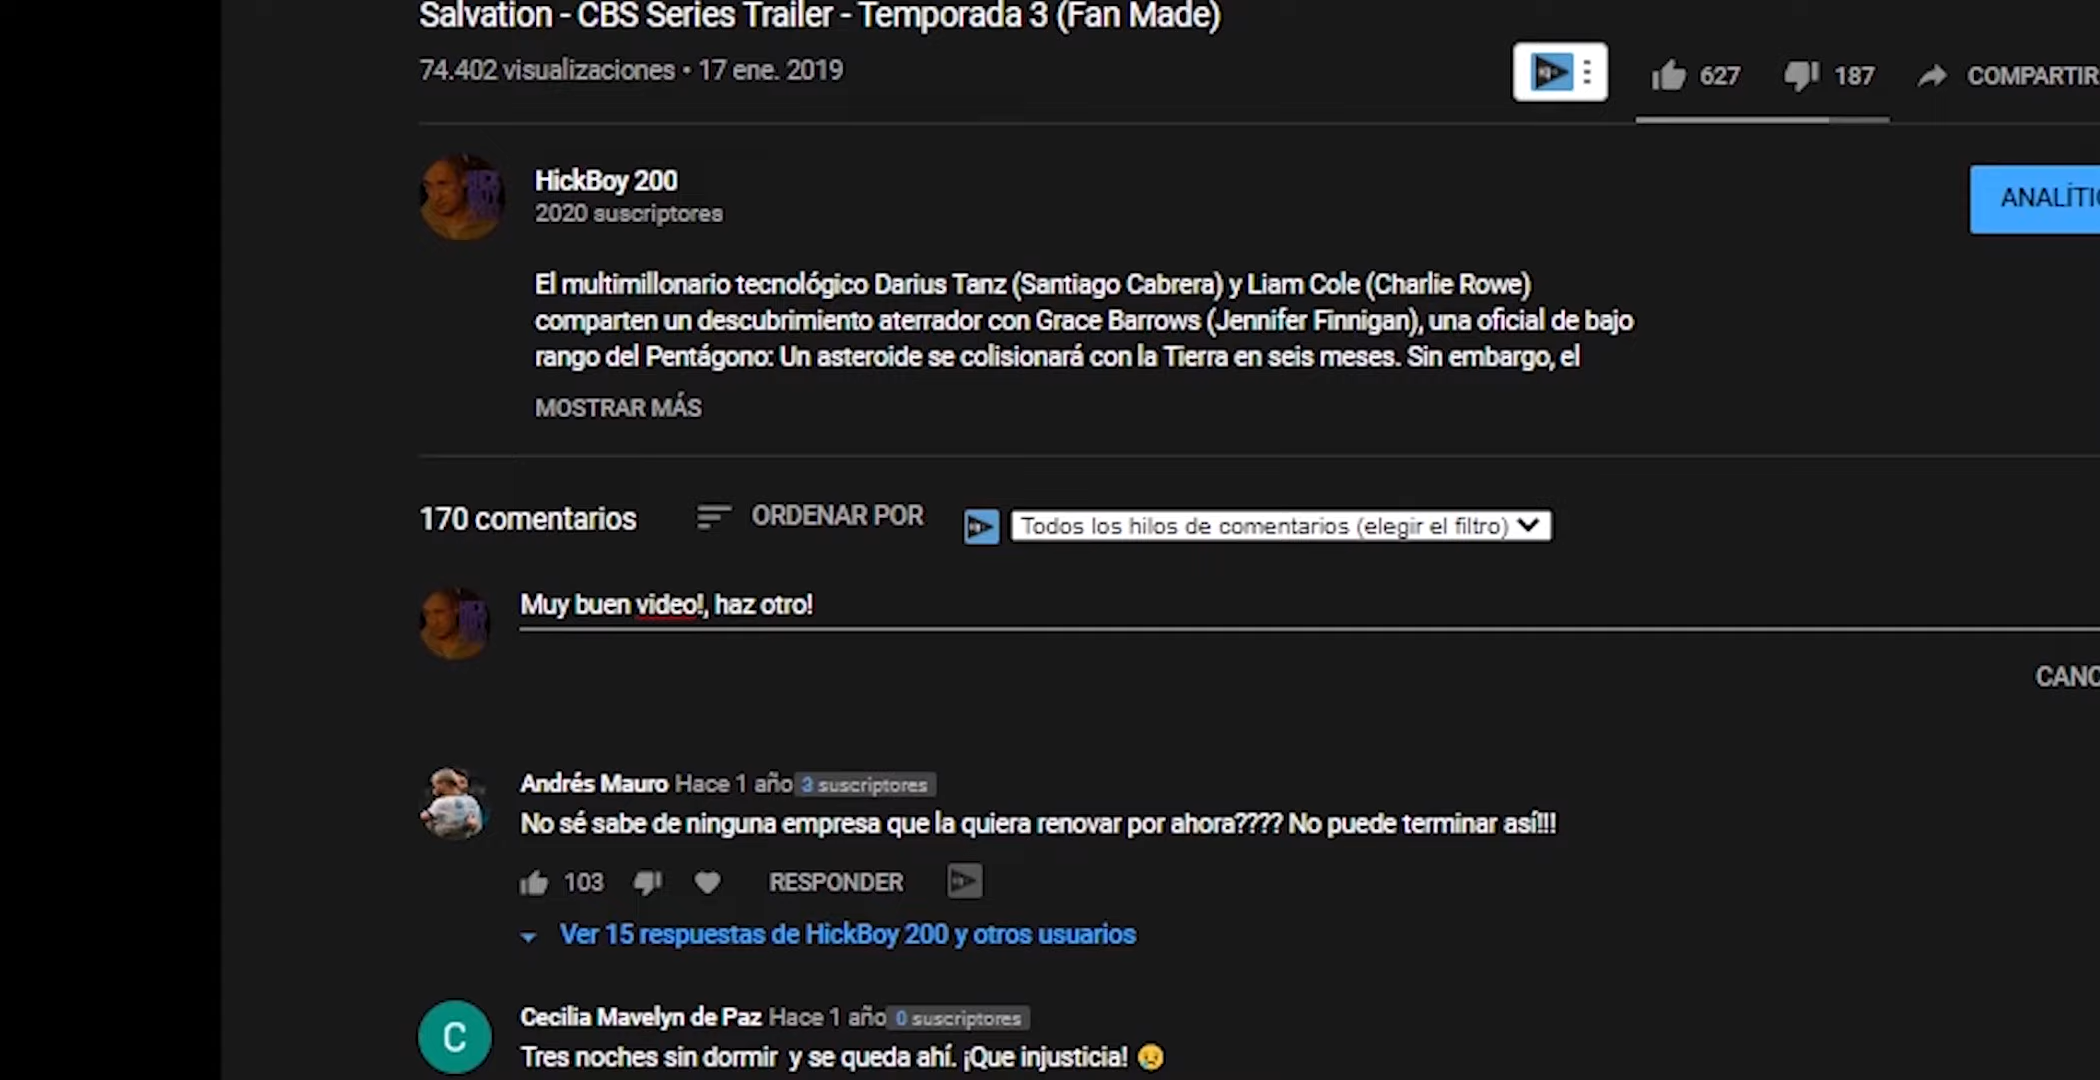 Salvation - CBS Series Trailer - Temporada 3 (Fan Made)
74.402 visualizaciones • 17 ene. 2019
627 187 COMPARTIR
HickBoy 200
2020 suscriptores
ANALÍTIC
El multimillonario tecnológico Darius Tanz (Santiago Cabrera) y Liam Cole (Charlie Rowe)
comparten un descubrimiento aterrador con Grace Barrows (Jennifer Finnigan), una oficial de bajo
rango del Pentágono: Un asteroide se colisionará con la Tierra en seis meses. Sin embargo, el
MOSTRAR MÁS
170 comentarios ORDENAR POR Todos los hilos de comentarios (elegir el filtro)
Muy buen video!, haz otro!
CANC
Andrés Mauro Hace 1 año 3 suscriptores
No sé sabe de ninguna empresa que la quiera renovar por ahora???? No puede terminar así!!!
103 RESPONDER
Ver 15 respuestas de HickBoy 200 y otros usuarios
C
Cecilia Mavelyn de Paz Hace 1 año 0 suscriptores
Tres noches sin dormir y se queda ahí. ¡Que injusticia! 😢